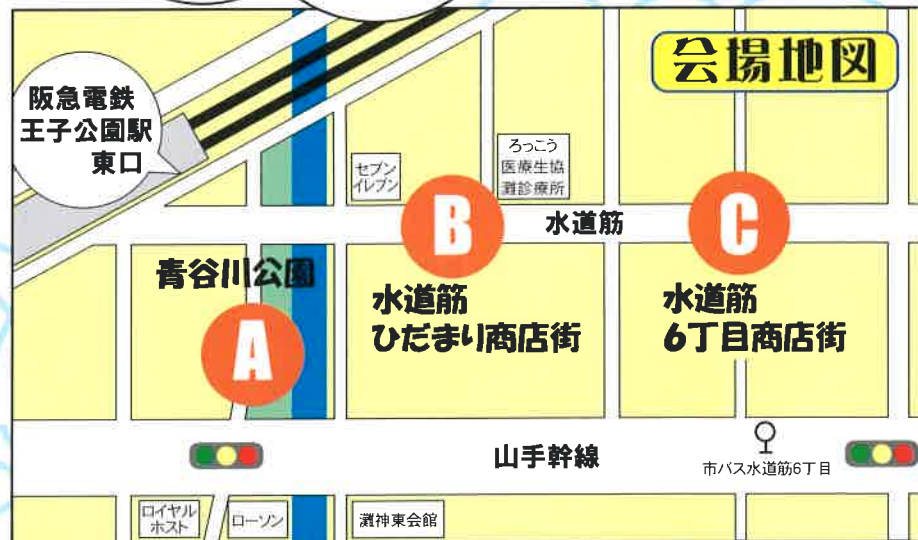 会場地図
阪急電鉄
王子公園駅
東口
セブン
イレブン
ろっこう
医療生協
灘診療所
B
水道筋
C
青谷川公園
水道筋
ひだまり商店街
水道筋
6丁目商店街
A
山手幹線
市バス水道筋6丁目
ロイヤル
ホスト
ローソン
灘神東会館